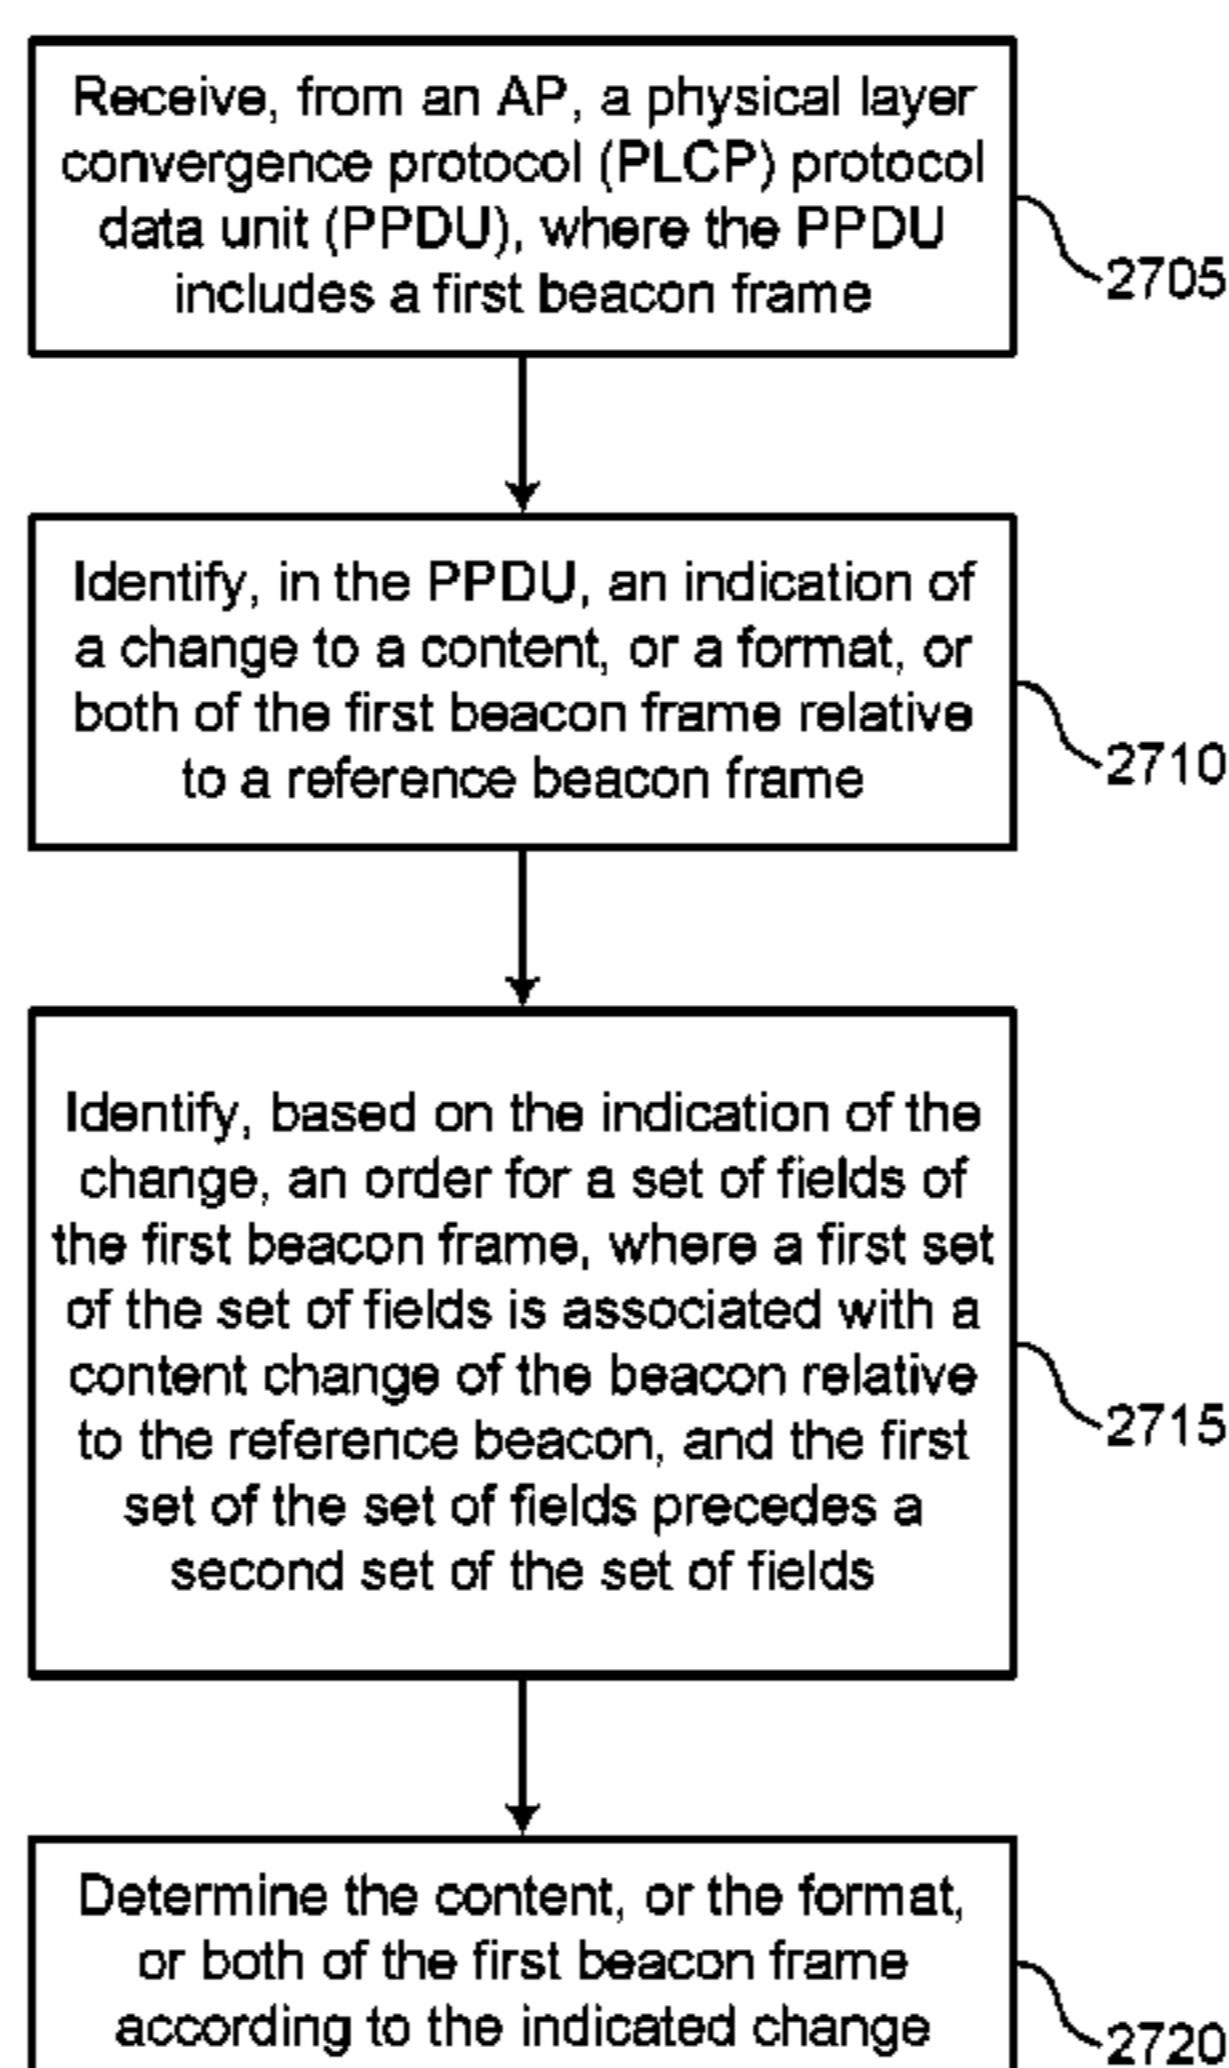 Receive, from an AP, a physical layer
convergence protocol (PLCP) protocol
data unit (PPDU), where the PPDU
includes a first beacon frame
2705
Identify, in the PPDU, an indication of
a change to a content, or a format, or
both of the first beacon frame relative
to a reference beacon frame
2710
Identify, based on the indication of the
change, an order for a set of fields of
the first beacon frame, where a first set
of the set of fields is associated with a
content change of the beacon relative
to the reference beacon, and the first
set of the set of fields precedes a
second set of the set of fields
2715
Determine the content, or the format,
or both of the first beacon frame
according to the indicated change
2720